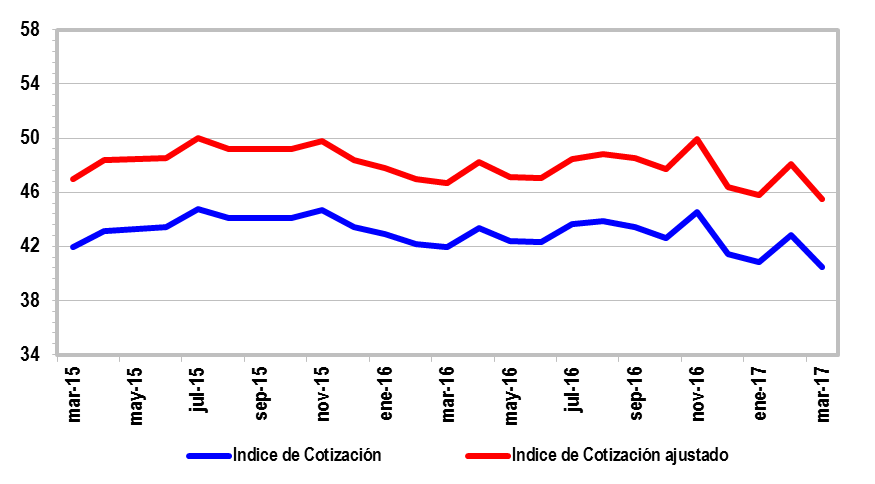 58
54
50
46
42
38
34
mar-15
may-15
jul-15
sep-15
nov-15
ene-16
mar-16
may-16
jul-16
sep-16
nov-16
ene-17
mar-17
Indice de Cotización
Indice de Cotización ajustado